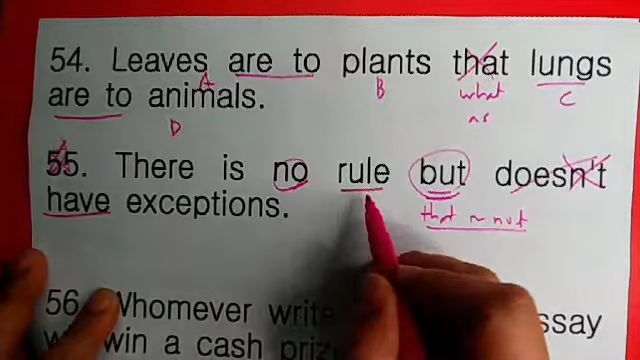 54. Leaves are to plants that lungs
A B what C
are to animals. as
D
55. There is no rule but doesn't
have exceptions. that ~ not
56. Whomever write ssay
win a cash priz